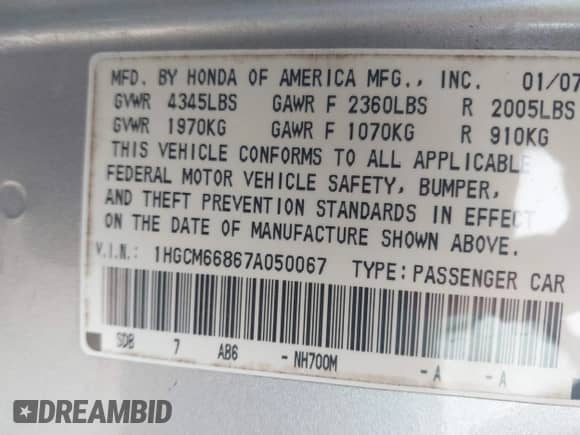 MFD. BY HONDA OF AMERICA MFG., INC. 01/07
GVWR 4345LBS GAWR F 2360LBS R 2005LBS
GVWR 1970KG GAWR F 1070KG R 910KG
THIS VEHICLE CONFORMS TO ALL APPLICABLE
FEDERAL MOTOR VEHICLE SAFETY, BUMPER,
AND THEFT PREVENTION STANDARDS IN EFFECT
ON THE DATE OF MANUFACTURE SHOWN ABOVE.
V.I.N.: 1HGCM66867A050067 TYPE:PASSENGER CAR
SDB 7 AB6 -NH700M -A -A
DREAMBID